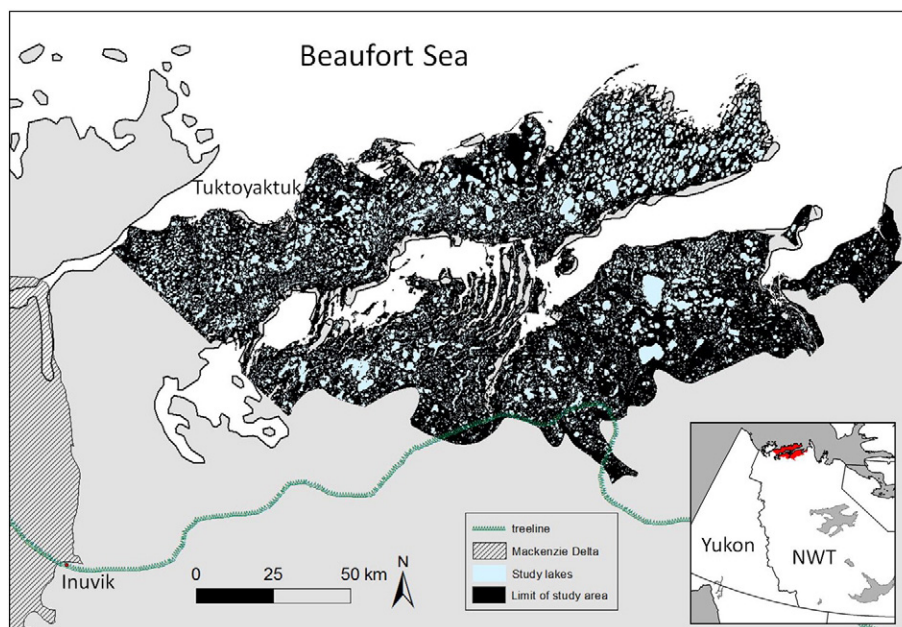 Beaufort Sea
Tuktoyaktuk
Inuvik
0 25 50 km
N
treeline
Mackenzie Delta
Study lakes
Limit of study area
Yukon
NWT